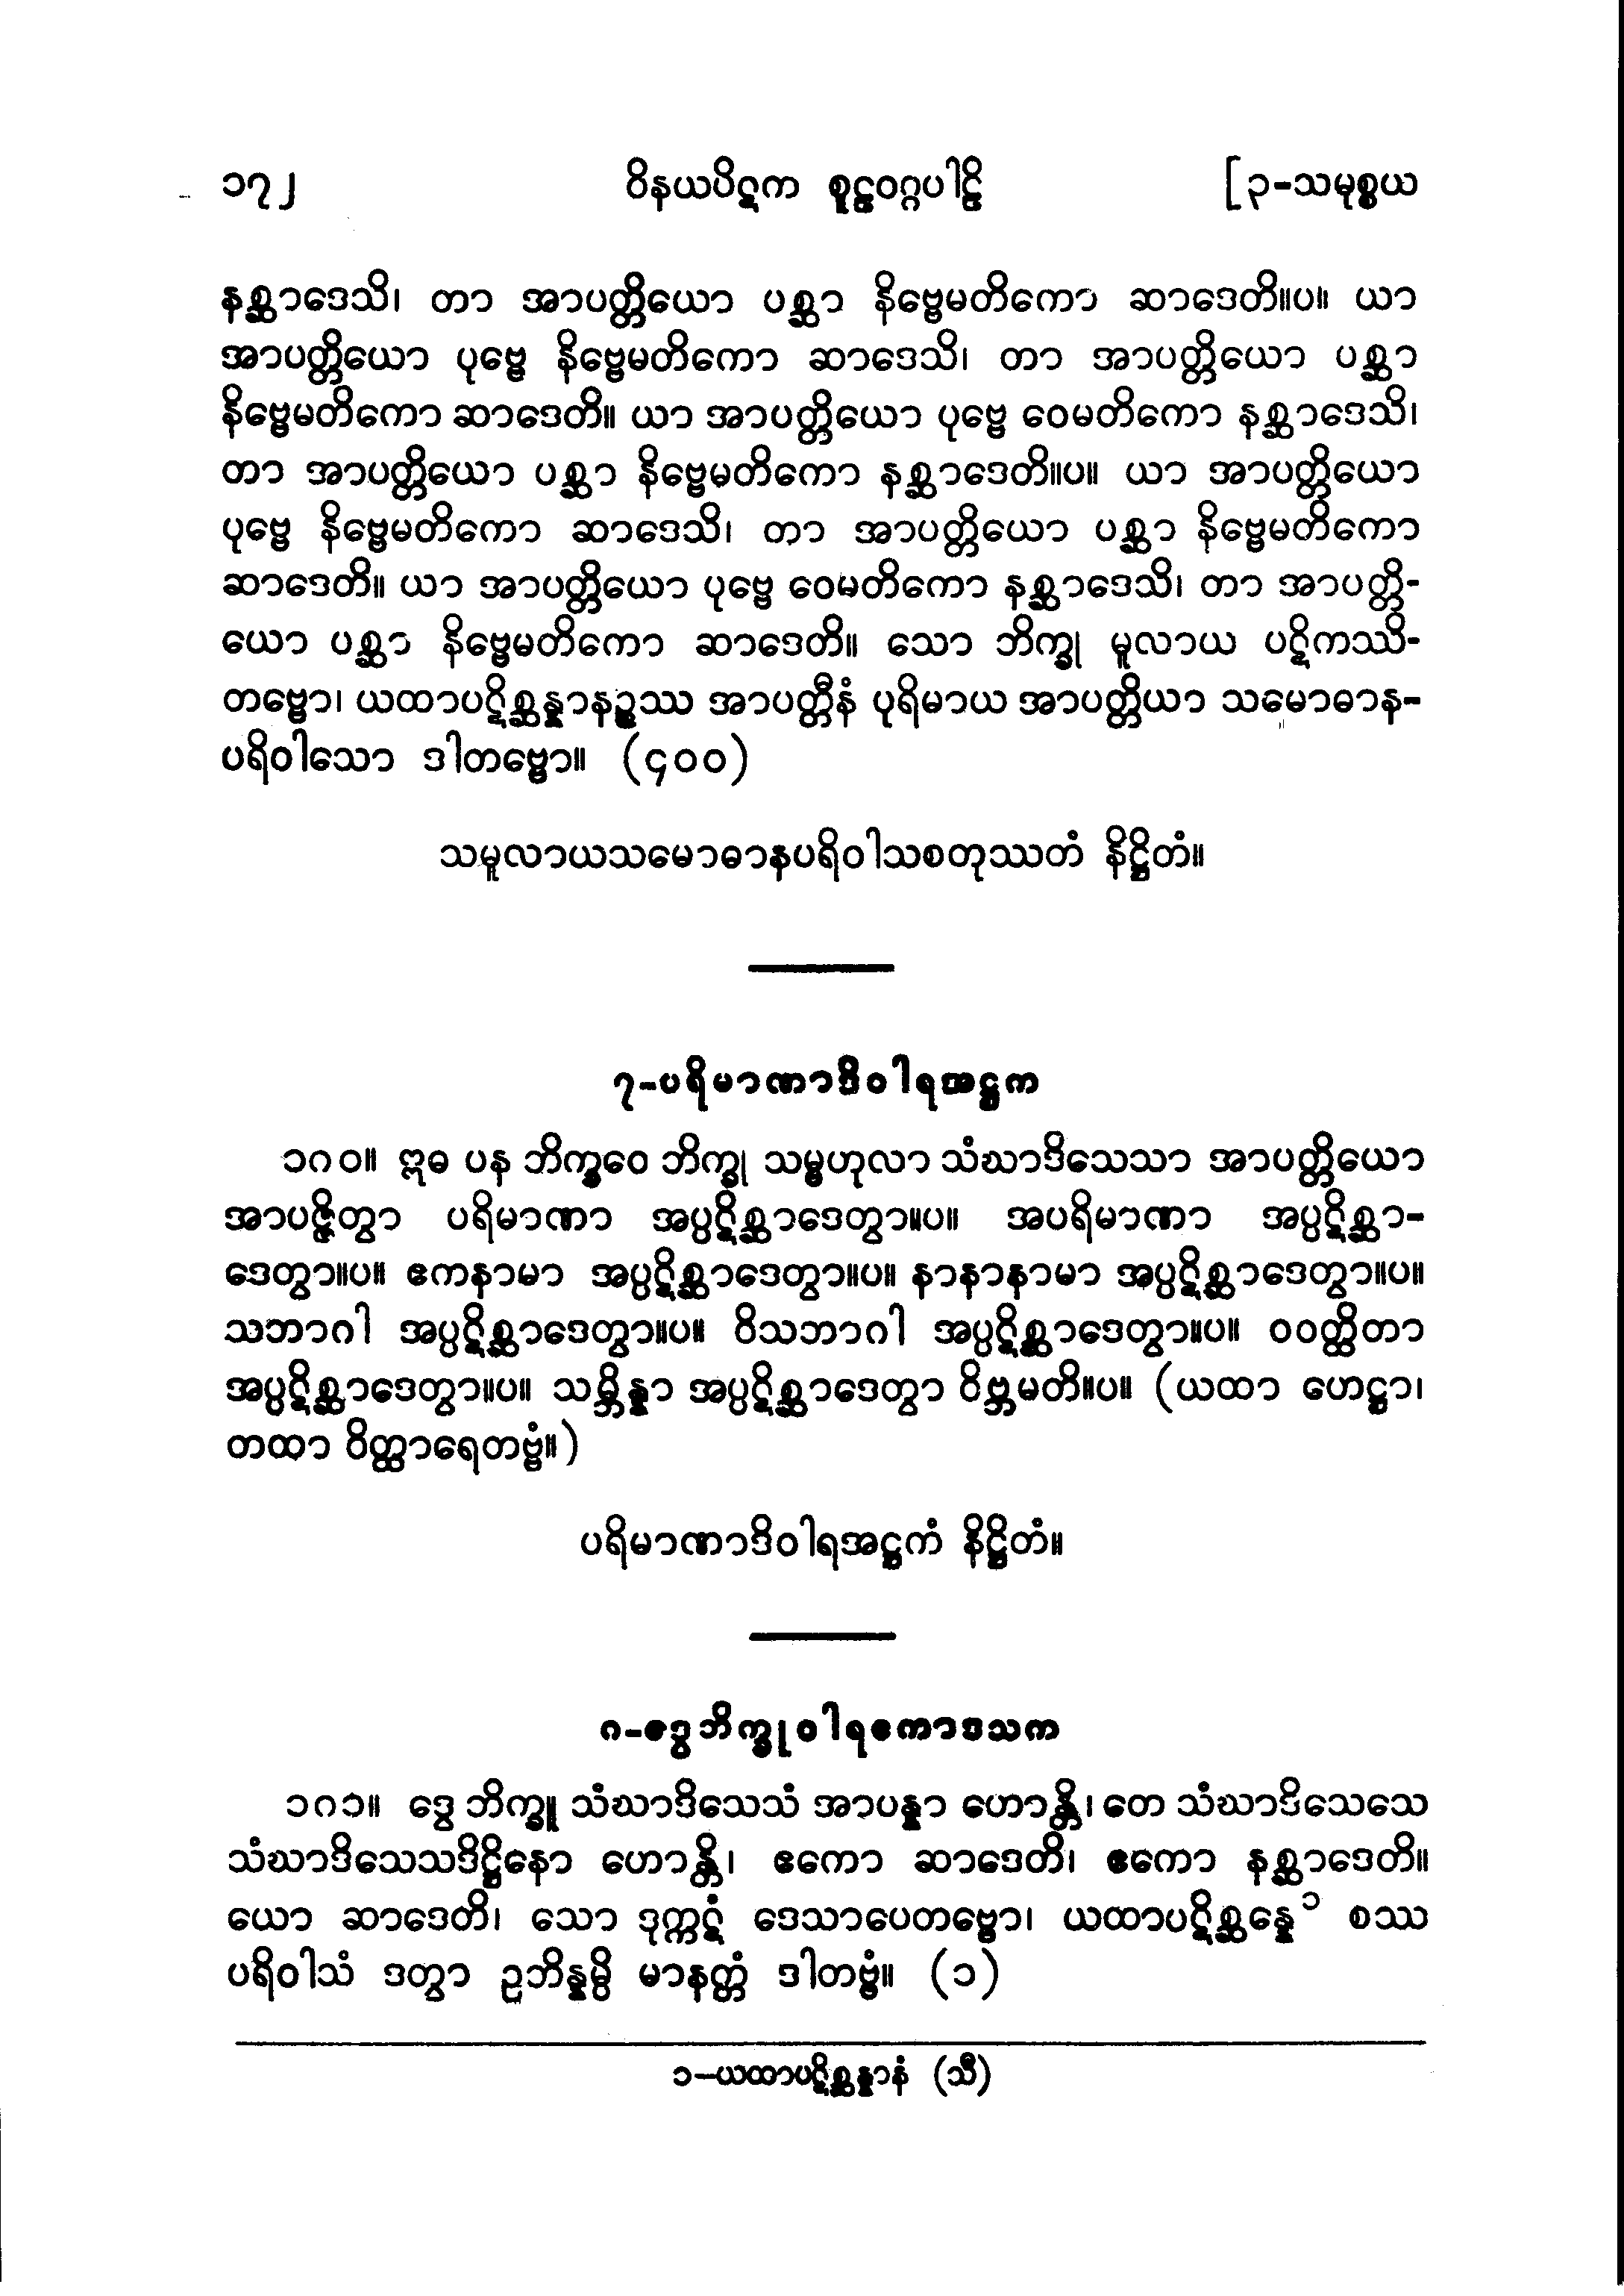 ၁၇၂ ဝိနယပိဋက စူဠဝဂ္ဂပါဠိ [၃-သမုစ္စယ
နစ္ဆာဒေသိ၊ တာ အာပတ္တိယော ပစ္ဆာ နိဗ္ဗေမတိကော ဆာဒေတိ။ပ။ ယာ
အာပတ္တိယော ပုဗ္ဗေ နိဗ္ဗေမတိကော ဆာဒေသိ၊ တာ အာပတ္တိယော ပစ္ဆာ
နိဗ္ဗေမတိကော ဆာဒေတိ။ ယာ အာပတ္တိယော ပုဗ္ဗေ ဝေမတိကော နစ္ဆာဒေသိ၊
တာ အာပတ္တိယော ပစ္ဆာ နိဗ္ဗေမတိကော နစ္ဆာဒေတိ။ပ။ ယာ အာပတ္တိယော
ပုဗ္ဗေ နိဗ္ဗေမတိကော ဆာဒေသိ၊ တာ အာပတ္တိယော ပစ္ဆာ နိဗ္ဗေမတိကော
ဆာဒေတိ။ ယာ အာပတ္တိယော ပုဗ္ဗေ ဝေမတိကော နစ္ဆာဒေသိ၊ တာ အာပတ္တိ-
ယော ပစ္ဆာ နိဗ္ဗေမတိကော ဆာဒေတိ။ သော ဘိက္ခု မူလာယ ပဋိကဿိ-
တဗ္ဗော၊ ယထာပဋိစ္ဆန္နာနဉ္စဿ အာပတ္တီနံ ပုရိမာယ အာပတ္တိယာ သမောဓာန-
ပရိဝါသော ဒါတဗ္ဗော။ (၄၀၀)
သမူလာယသမောဓာနပရိဝါသစတုဿတံ နိဋ္ဌိတံ။
၇-ပရိမာဏာဒိဝါရအဋ္ဌက
၁၈၀။ ဣဓ ပန ဘိက္ခဝေ ဘိက္ခု သမ္ဗဟုလာ သံဃာဒိသေသာ အာပတ္တိယော
အာပဇ္ဇိတွာ ပရိမာဏာ အပ္ပဋိစ္ဆာဒေတွာ။ပ။ အပရိမာဏာ အပ္ပဋိစ္ဆာ-
ဒေတွာ။ပ။ ဧကနာမာ အပ္ပဋိစ္ဆာဒေတွာ။ပ။ နာနာနာမာ အပ္ပဋိစ္ဆာဒေတွာ။ပ။
သဘာဂါ အပ္ပဋိစ္ဆာဒေတွာ။ပ။ ဝိသဘာဂါ အပ္ပဋိစ္ဆာဒေတွာ။ပ။ ဝဝတ္ထိတာ
အပ္ပဋိစ္ဆာဒေတွာ။ပ။ သမ္ဘိန္နာ အပ္ပဋိစ္ဆာဒေတွာ ဝိဗ္ဘမတိ။ပ။ (ယထာ ဟေဋ္ဌာ၊
တထာ ဝိတ္ထာရေတဗ္ဗံ။)
ပရိမာဏာဒိဝါရအဋ္ဌကံ နိဋ္ဌိတံ။
၈-ဒွေဘိက္ခုဝါရဧကာဒသက
၁၈၁။ ဒွေ ဘိက္ခူ သံဃာဒိသေသံ အာပန္နာ ဟောန္တိ၊ တေ သံဃာဒိသေသေ
သံဃာဒိသေသဒိဋ္ဌိနော ဟောန္တိ၊ ဧကော ဆာဒေတိ၊ ဧကော နစ္ဆာဒေတိ။
ယော ဆာဒေတိ၊ သော ဒုက္ကဋံ ဒေသာပေတဗ္ဗော၊ ယထာပဋိစ္ဆန္နေ၁ စဿ
ပရိဝါသံ ဒတွာ ဥဘိန္နမ္ပိ မာနတ္တံ ဒါတဗ္ဗံ။ (၁)
၁-ယထာပဋိစ္ဆန္နာနံ (သီ)